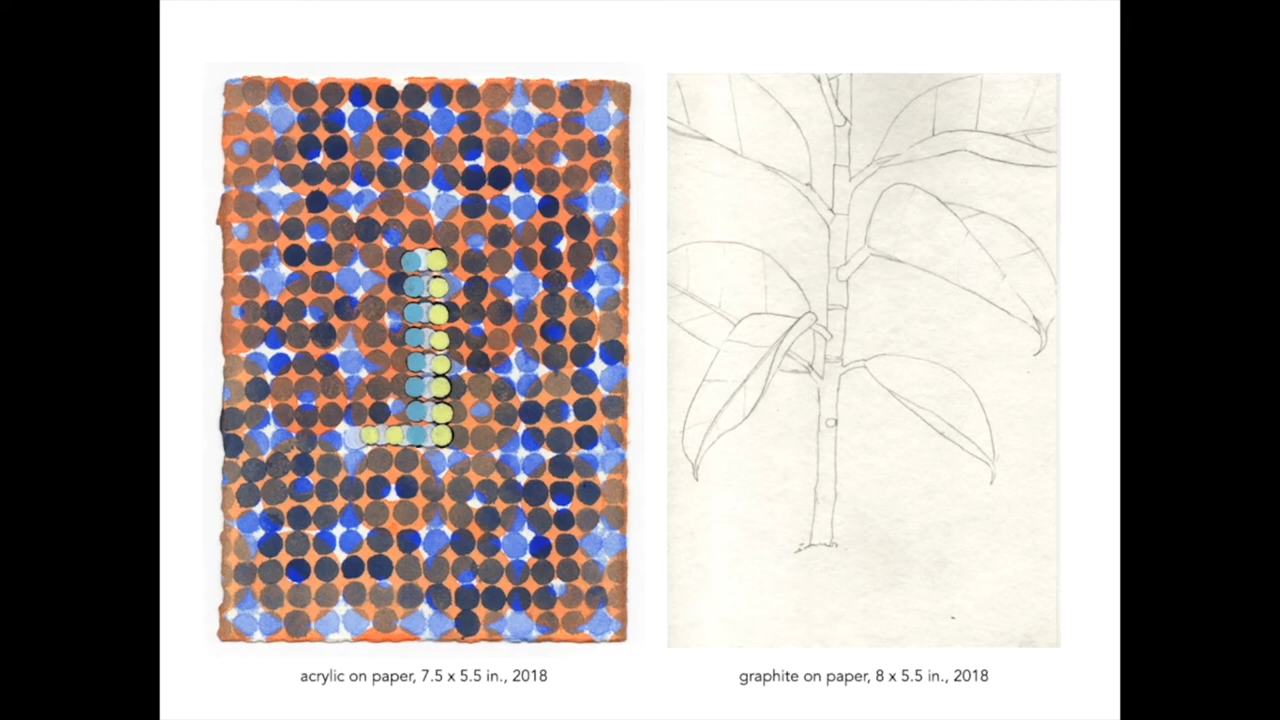 acrylic on paper, 7.5 x 5.5 in., 2018
graphite on paper, 8 x 5.5 in., 2018